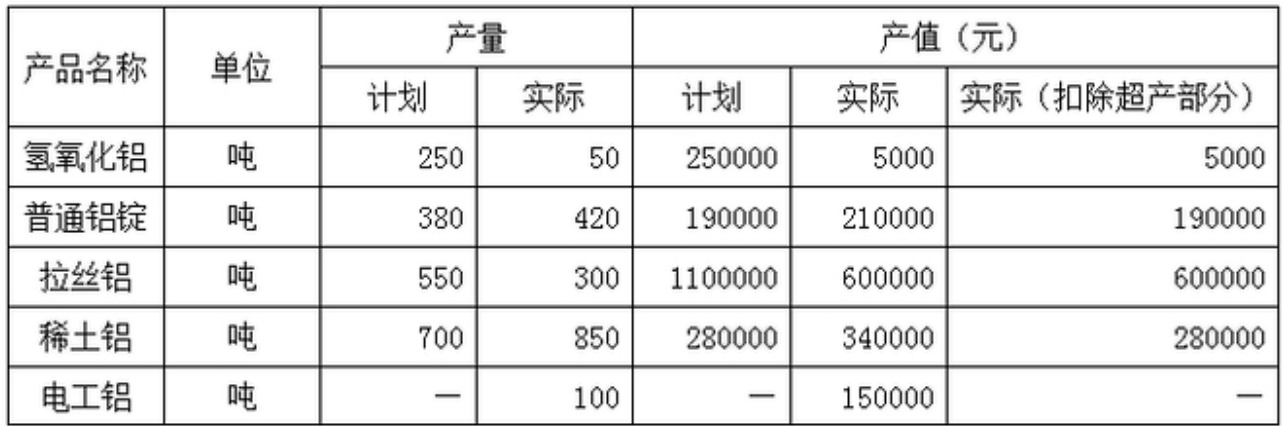 产品名称 单位 产量 产值（元）
计划 实际 计划 实际 实际（扣除超产部分）
氢氧化铝 吨 250 50 250000 5000 5000
普通铝锭 吨 380 420 190000 210000 190000
拉丝铝 吨 550 300 1100000 600000 600000
稀土铝 吨 700 850 280000 340000 280000
电工铝 吨 — 100 — 150000 —